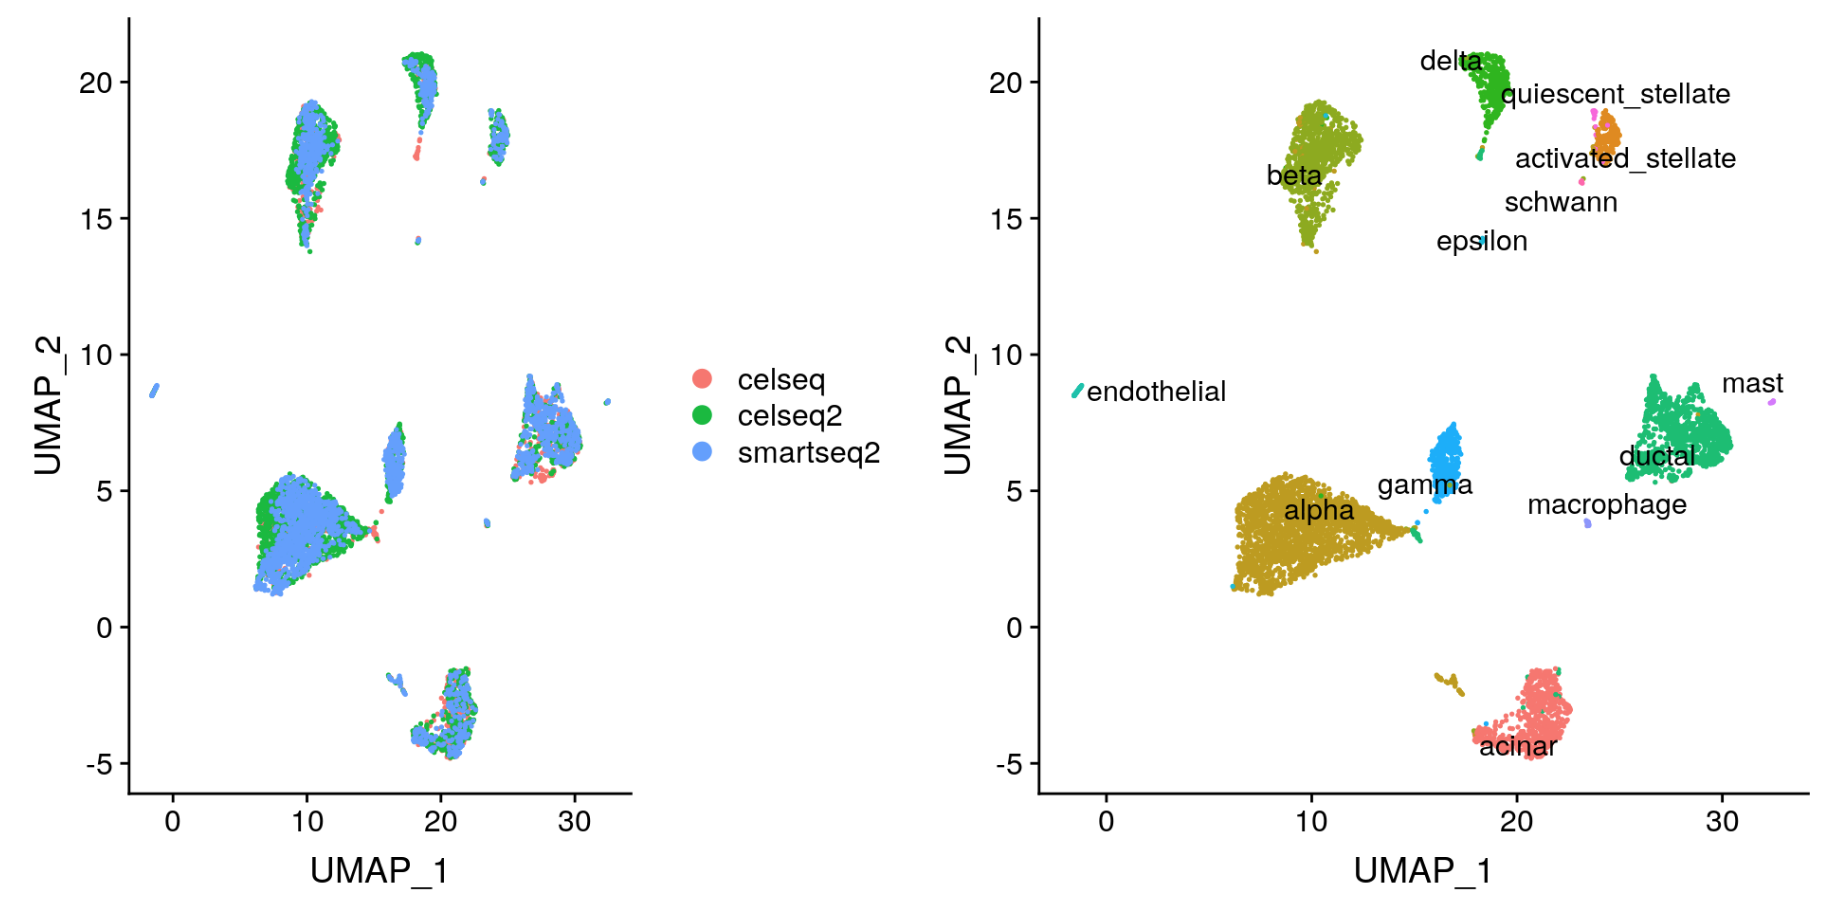 20
15
10
5
0
-5
0 10 20 30
UMAP_1
UMAP_2
celseq
celseq2
smartseq2
20
15
10
5
0
-5
0 10 20 30
UMAP_1
UMAP_2
delta
quiescent_stellate
activated_stellate
beta
schwann
epsilon
endothelial
mast
ductal
gamma
macrophage
alpha
acinar